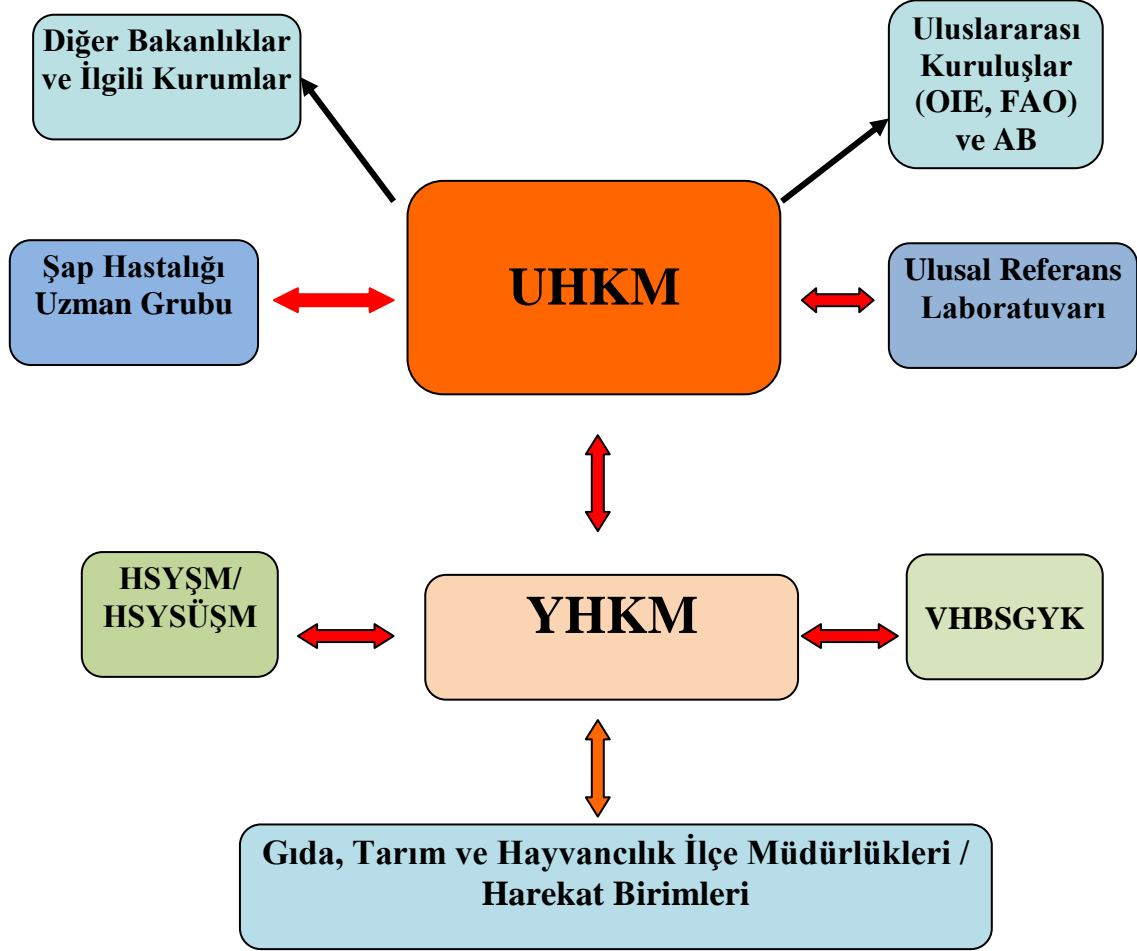 Diğer Bakanlıklar
ve İlgili Kurumlar
Uluslararası
Kuruluşlar
(OIE, FAO)
ve AB
Şap Hastalığı
Uzman Grubu
UHKM
Ulusal Referans
Laboratuvarı
HSYŞM/
HSYSÜŞM
YHKM
VHBSGYK
Gıda, Tarım ve Hayvancılık İlçe Müdürlükleri /
Harekat Birimleri